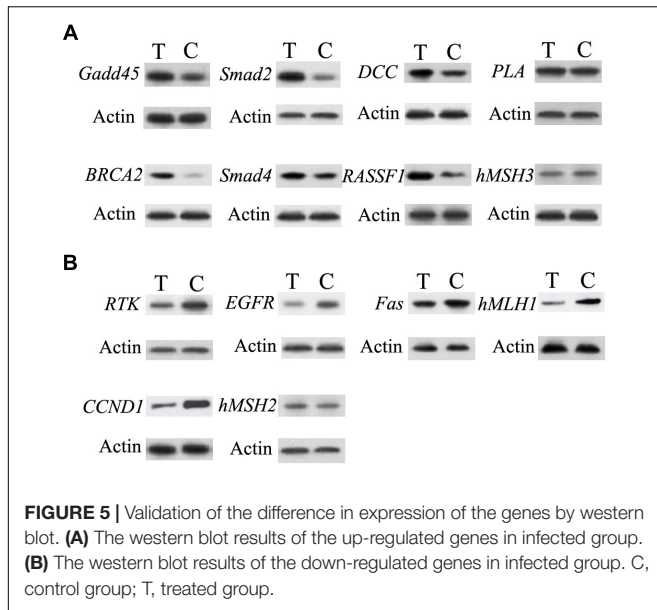 A
T C T C T C T C
Gadd45 Smad2 DCC PLA
Actin Actin Actin Actin
BRCA2 Smad4 RASSF1 hMSH3
Actin Actin Actin Actin
B
T C T C T C T C
RTK EGFR Fas hMLH1
Actin Actin Actin Actin
CCND1 hMSH2
Actin Actin
FIGURE 5 | Validation of the difference in expression of the genes by western
blot. (A) The western blot results of the up-regulated genes in infected group.
(B) The western blot results of the down-regulated genes in infected group. C,
control group; T, treated group.